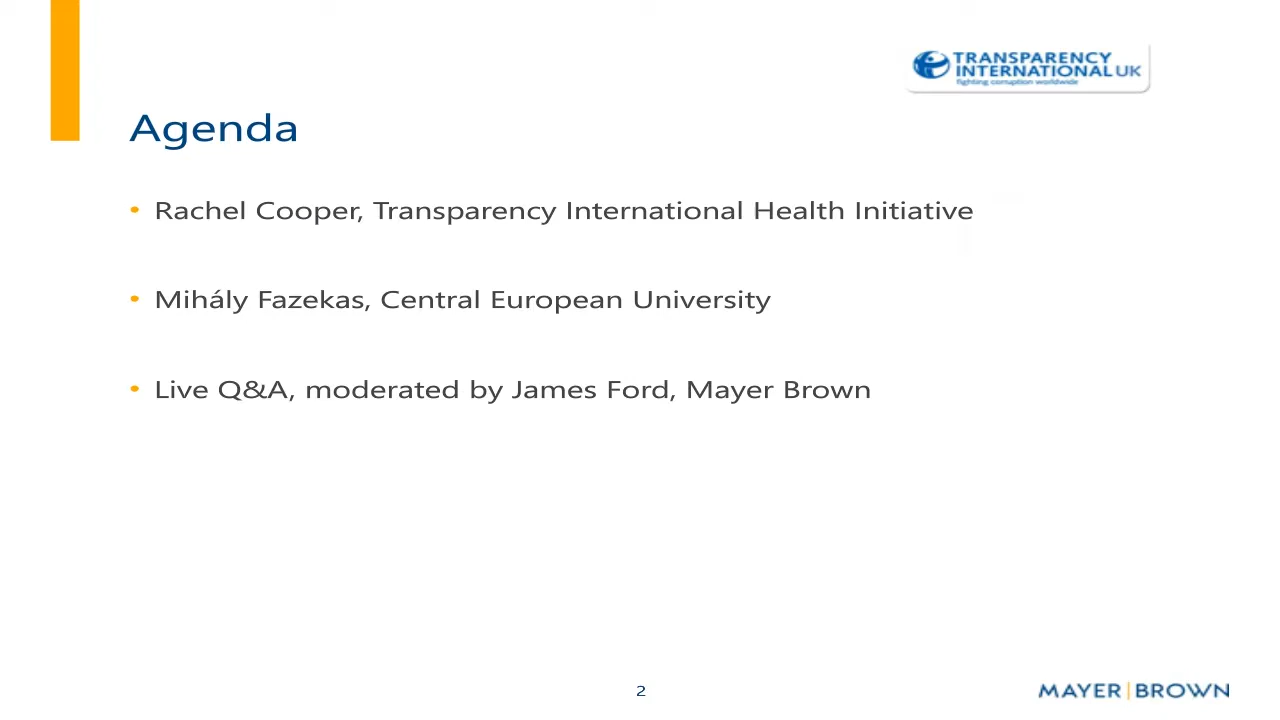 TRANSPARENCY
INTERNATIONAL UK
fighting corruption worldwide
Agenda
• Rachel Cooper, Transparency International Health Initiative
• Mihály Fazekas, Central European University
• Live Q&A, moderated by James Ford, Mayer Brown
2
MAYER | BROWN